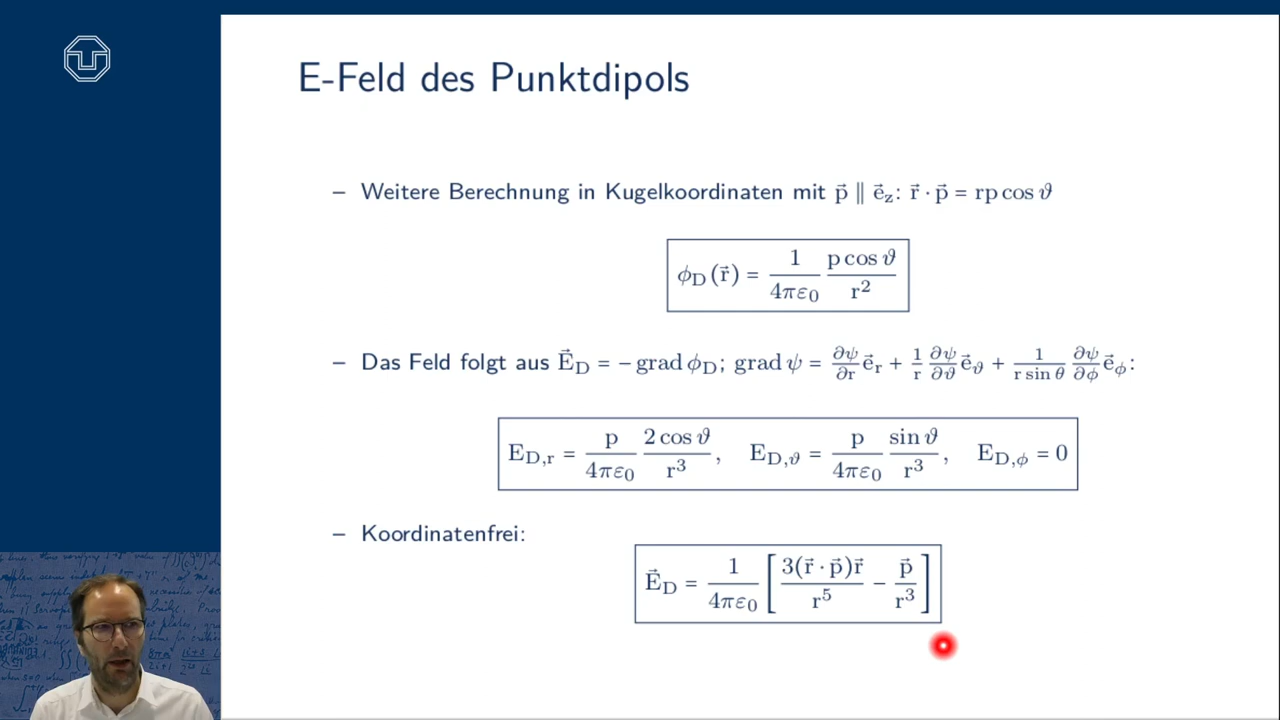 E-Feld des Punktdipols
– Weitere Berechnung in Kugelkoordinaten mit p⃗ ∥ e⃗_z: r⃗ · p⃗ = rp cos ϑ
ϕ_D(r⃗) = 1/(4πε₀) (p cos ϑ)/r²
– Das Feld folgt aus E⃗_D = − grad ϕ_D; grad ψ = ∂ψ/∂r e⃗_r + 1/r ∂ψ/∂ϑ e⃗_ϑ + 1/(r sin θ) ∂ψ/∂ϕ e⃗_ϕ:
E_D,r = p/(4πε₀) (2 cos ϑ)/r³, E_D,ϑ = p/(4πε₀) (sin ϑ)/r³, E_D,ϕ = 0
– Koordinatenfrei:
E⃗_D = 1/(4πε₀) [3(r⃗ · p⃗)r⃗/r⁵ − p⃗/r³]